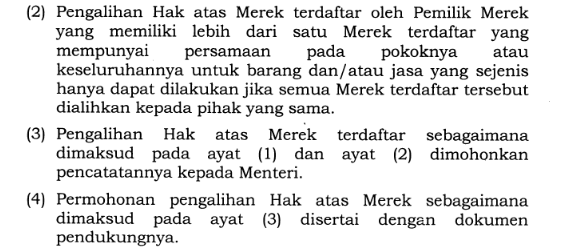 (2) Pengalihan Hak atas Merek terdaftar oleh Pemilik Merek
yang memiliki lebih dari satu Merek terdaftar yang
mempunyai persamaan pada pokoknya atau
keseluruhannya untuk barang dan/atau jasa yang sejenis
hanya dapat dilakukan jika semua Merek terdaftar tersebut
dialihkan kepada pihak yang sama.
(3) Pengalihan Hak atas Merek terdaftar sebagaimana
dimaksud pada ayat (1) dan ayat (2) dimohonkan
pencatatannya kepada Menteri.
(4) Permohonan pengalihan Hak atas Merek sebagaimana
dimaksud pada ayat (3) disertai dengan dokumen
pendukungnya.